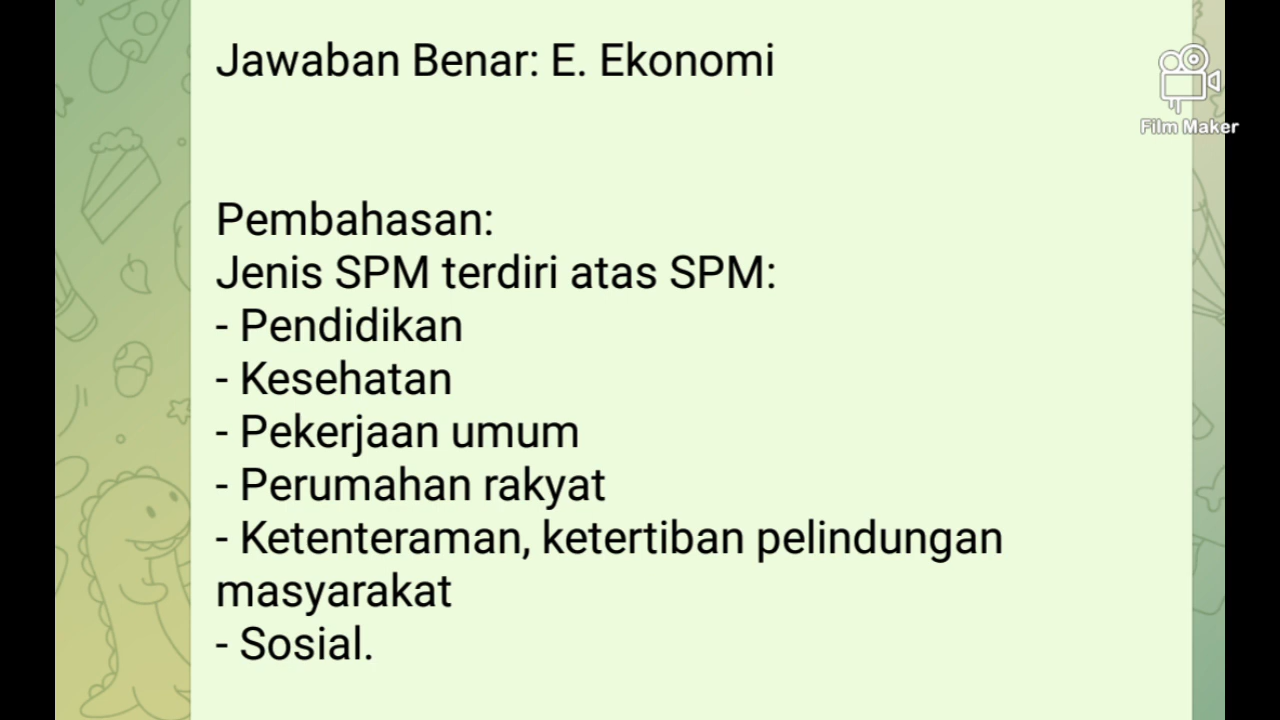 Jawaban Benar: E. Ekonomi
Film Maker
Pembahasan:
Jenis SPM terdiri atas SPM:
- Pendidikan
- Kesehatan
- Pekerjaan umum
- Perumahan rakyat
- Ketenteraman, ketertiban pelindungan
masyarakat
- Sosial.